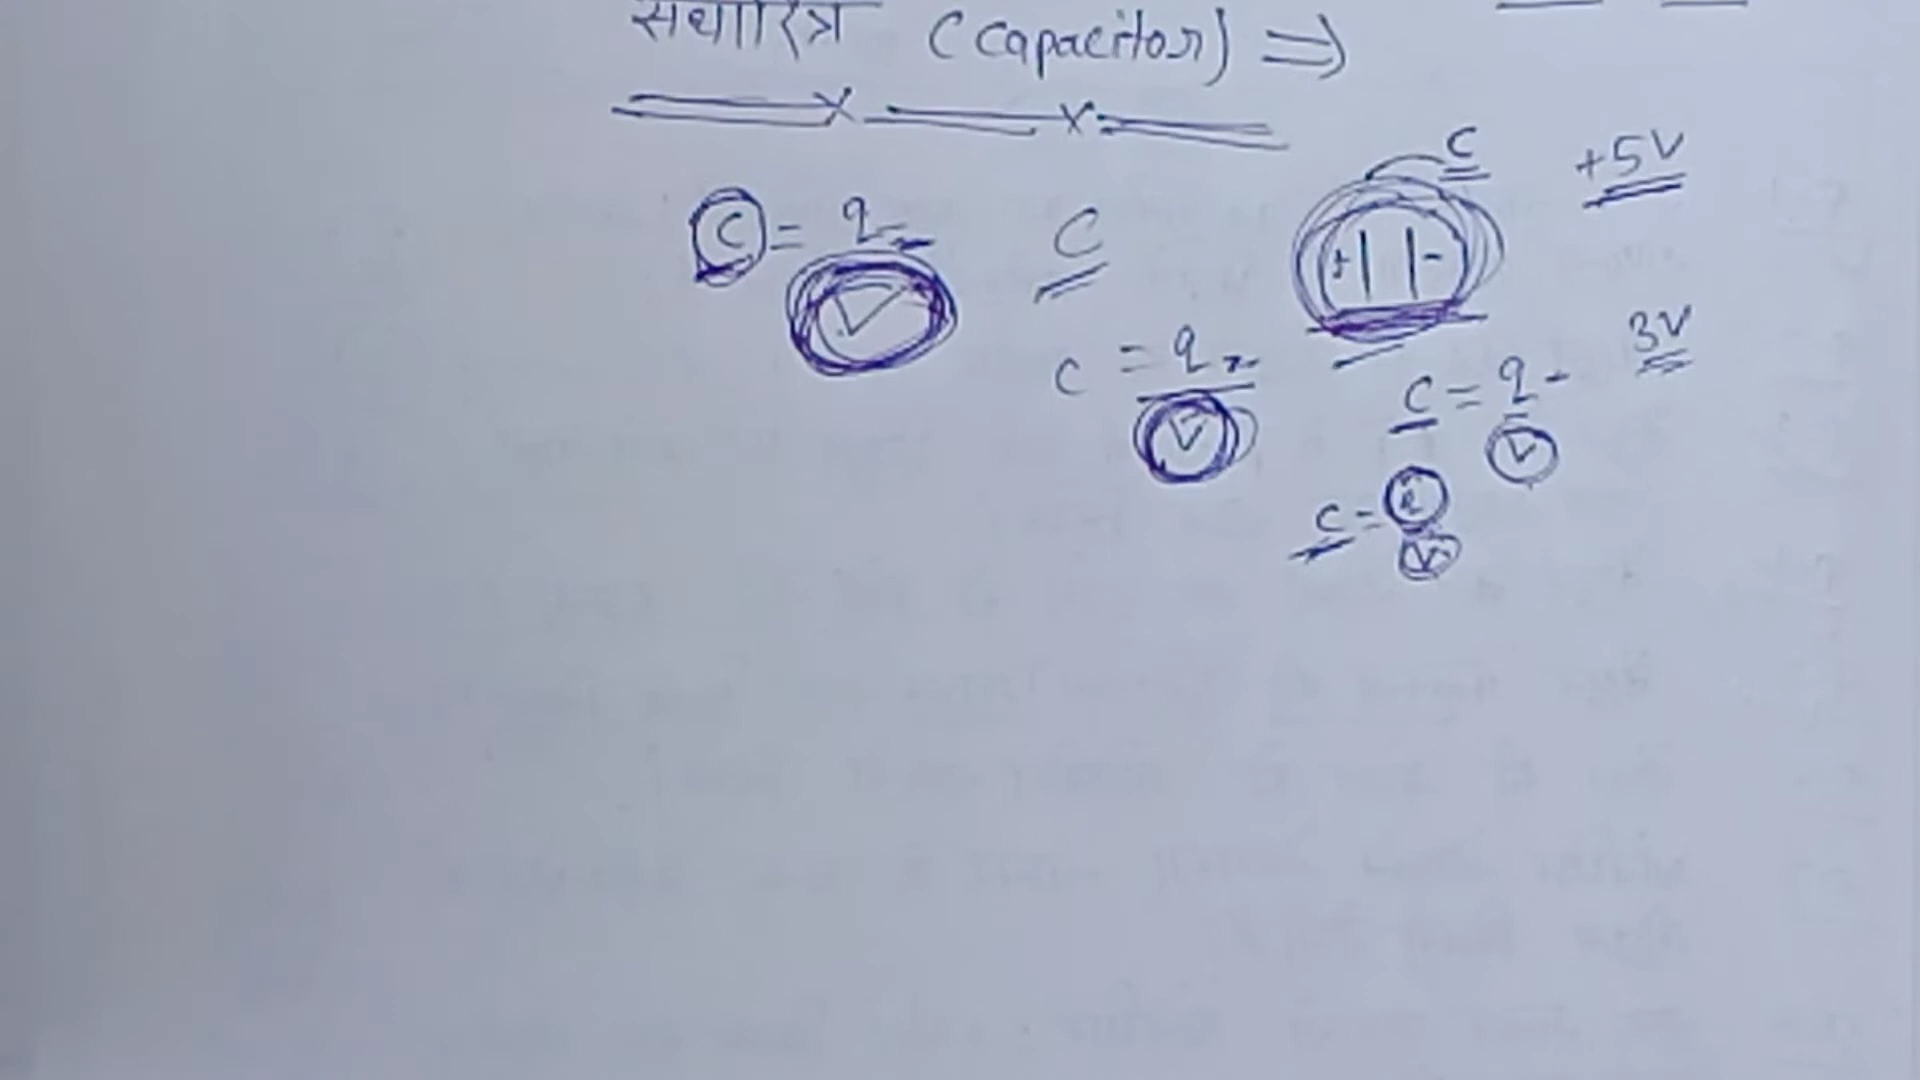 संधारित्र (Capacitor) ⇒
C
+5V
C = q/V
C
+ | | -
3V
C = q/V
C = q/V
C = q/V